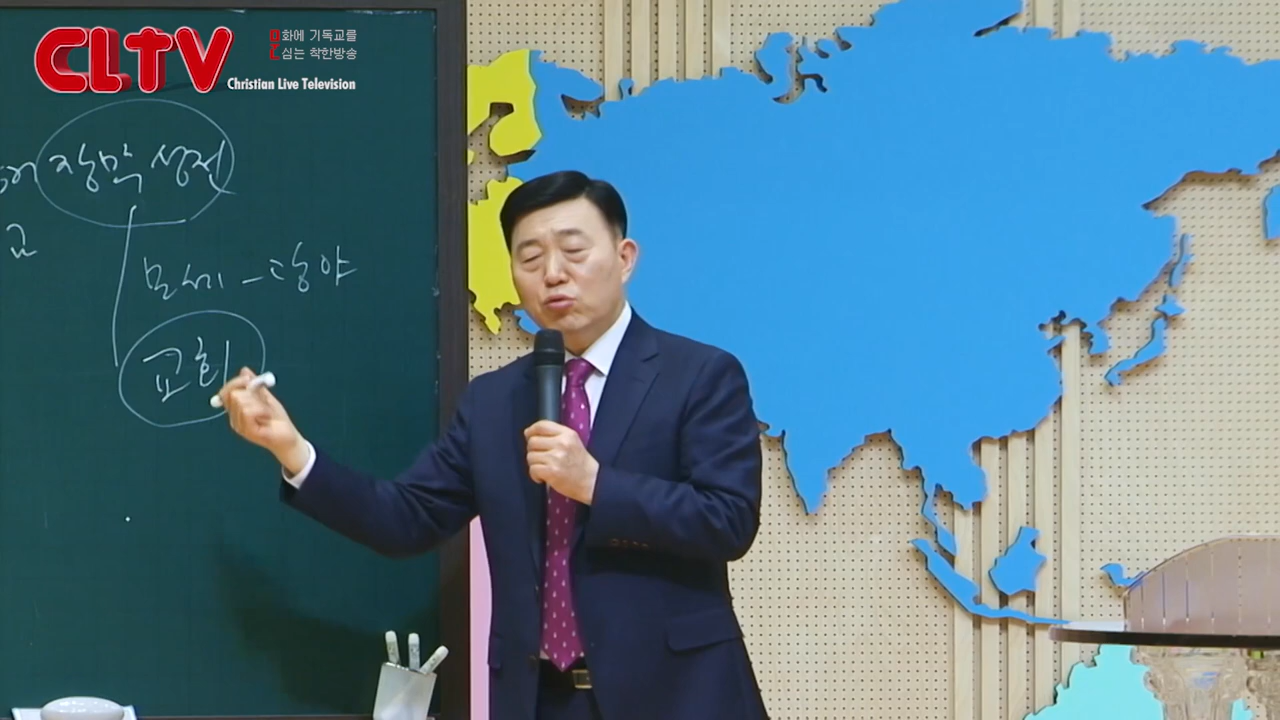 CLTV
문화에 기독교를
심는 착한방송
Christian Live Television
장막 성전
교
모세 - 광야
교회